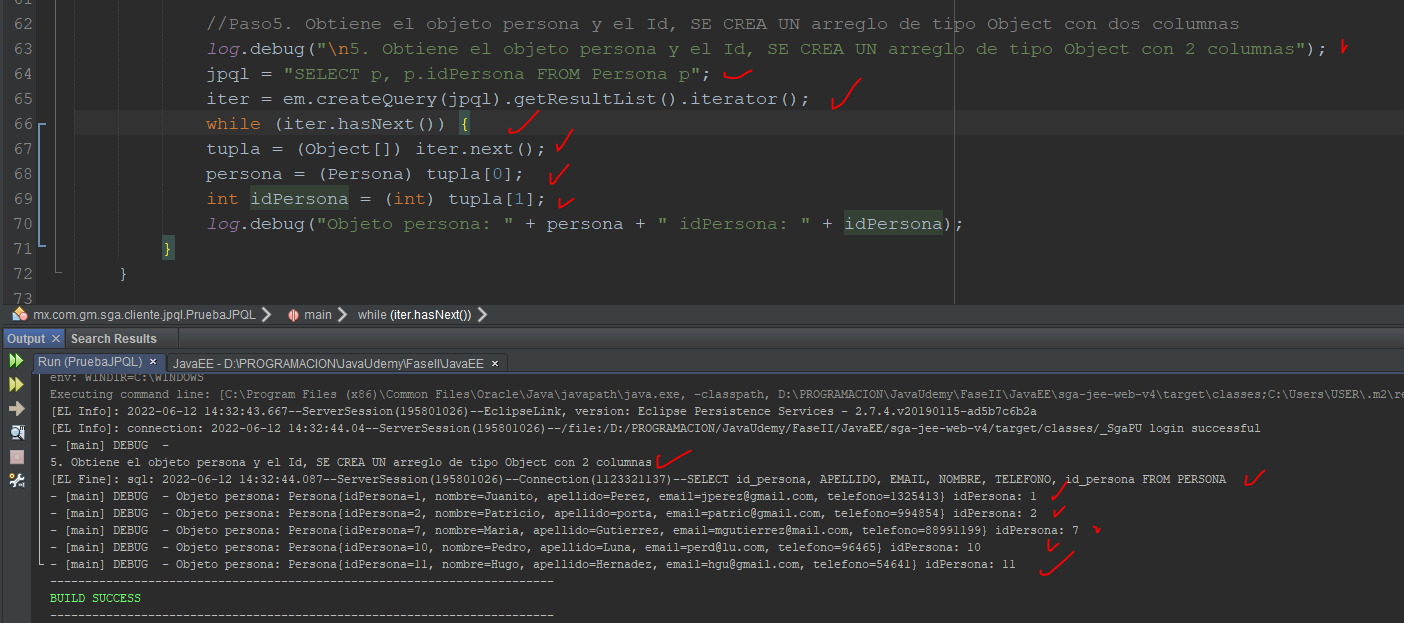 61
62 //Paso5. Obtiene el objeto persona y el Id, SE CREA UN arreglo de tipo Object con dos columnas
63 log.debug("\n5. Obtiene el objeto persona y el Id, SE CREA UN arreglo de tipo Object con 2 columnas");
64 jpql = "SELECT p, p.idPersona FROM Persona p";
65 iter = em.createQuery(jpql).getResultList().iterator();
66 while (iter.hasNext()) {
67 tupla = (Object[]) iter.next();
68 persona = (Persona) tupla[0];
69 int idPersona = (int) tupla[1];
70 log.debug("Objeto persona: " + persona + " idPersona: " + idPersona);
71 }
72 }
73
mx.com.gm.sga.cliente.jpql.PruebaJPQL main while (iter.hasNext())
Output Search Results
Run (PruebaJPQL) JavaEE - D:\PROGRAMACION\JavaUdemy\FaseII\JavaEE
env: WINDIR=C:\WINDOWS
Executing command line: [C:\Program Files (x86)\Common Files\Oracle\Java\javapath\java.exe, -classpath, D:\PROGRAMACION\JavaUdemy\FaseII\JavaEE\sga-jee-web-v4\target\classes;C:\Users\USER\.m2\re
[EL Info]: 2022-06-12 14:32:43.667--ServerSession(195801026)--EclipseLink, version: Eclipse Persistence Services - 2.7.4.v20190115-ad5b7c6b2a
[EL Info]: connection: 2022-06-12 14:32:44.04--ServerSession(195801026)--/file:/D:/PROGRAMACION/JavaUdemy/FaseII/JavaEE/sga-jee-web-v4/target/classes/_SgaPU login successful
- [main] DEBUG -
5. Obtiene el objeto persona y el Id, SE CREA UN arreglo de tipo Object con 2 columnas
[EL Fine]: sql: 2022-06-12 14:32:44.087--ServerSession(195801026)--Connection(1123321137)--SELECT id_persona, APELLIDO, EMAIL, NOMBRE, TELEFONO, id_persona FROM PERSONA
- [main] DEBUG - Objeto persona: Persona{idPersona=1, nombre=Juanito, apellido=Perez, email=jperez@gmail.com, telefono=1325413} idPersona: 1
- [main] DEBUG - Objeto persona: Persona{idPersona=2, nombre=Patricio, apellido=porta, email=patric@gmail.com, telefono=994854} idPersona: 2
- [main] DEBUG - Objeto persona: Persona{idPersona=7, nombre=Maria, apellido=Gutierrez, email=mgutierrez@mail.com, telefono=88991199} idPersona: 7
- [main] DEBUG - Objeto persona: Persona{idPersona=10, nombre=Pedro, apellido=Luna, email=perd@lu.com, telefono=96465} idPersona: 10
- [main] DEBUG - Objeto persona: Persona{idPersona=11, nombre=Hugo, apellido=Hernadez, email=hgu@gmail.com, telefono=54641} idPersona: 11
------------------------------------------------------------------------
BUILD SUCCESS
------------------------------------------------------------------------